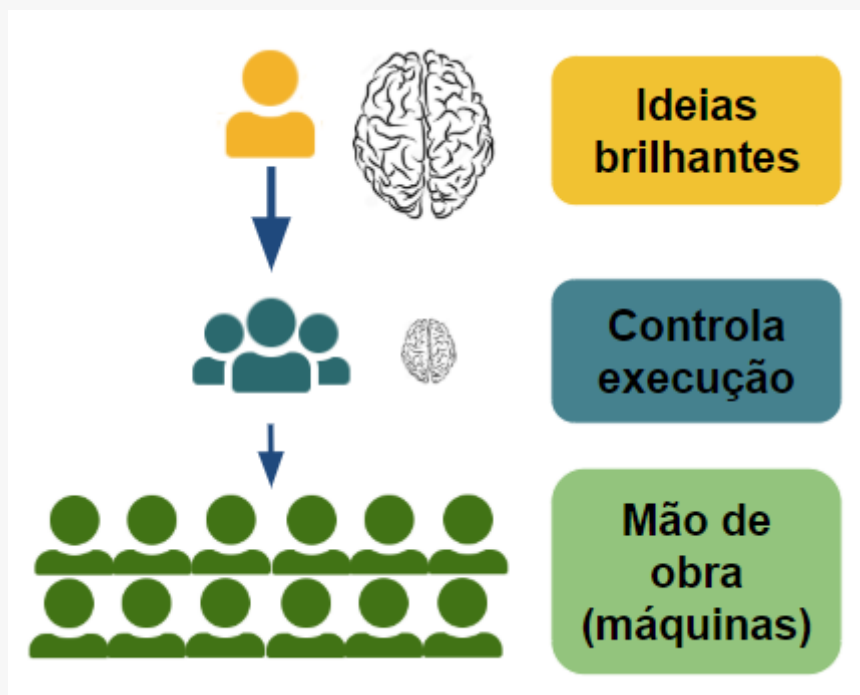 Ideias
brilhantes
Controla
execução
Mão de
obra
(máquinas)